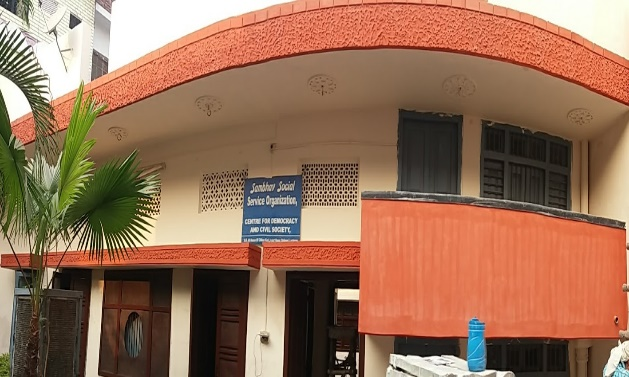 Sambhav Social
Service Organization,
CENTRE FOR DEMOCRACY
AND CIVIL SOCIETY,